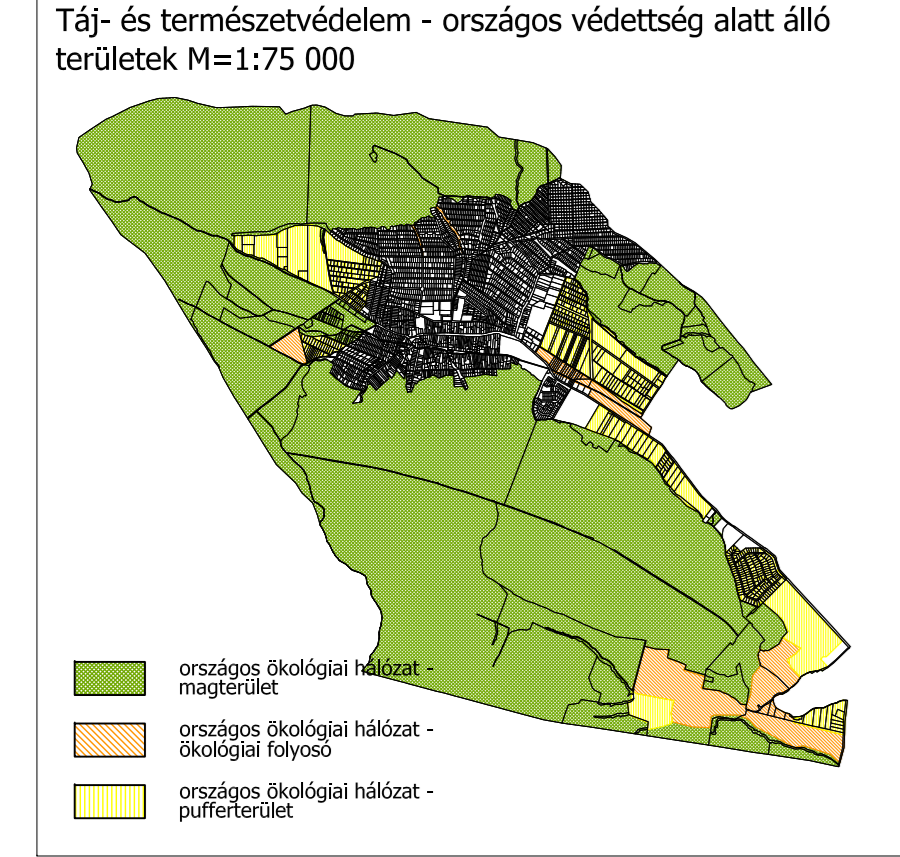 Táj- és természetvédelem - országos védettség alatt álló
területek M=1:75 000
országos ökológiai hálózat -
magterület
országos ökológiai hálózat -
ökológiai folyosó
országos ökológiai hálózat -
pufferterület